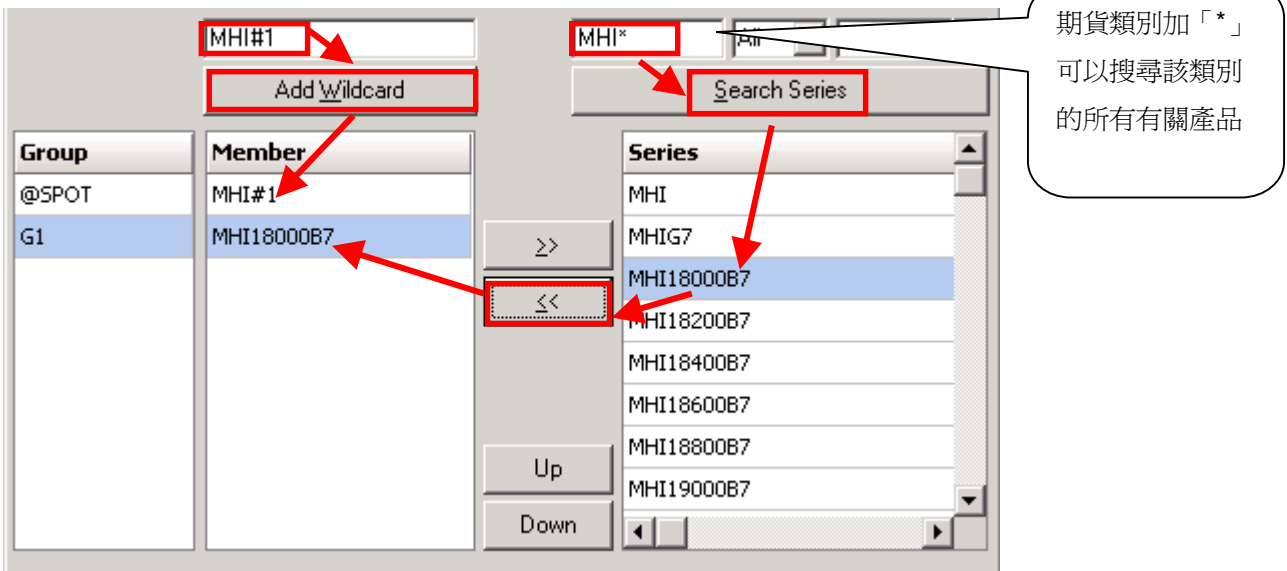 MHI#1
MHI*
All
期貨類別加「*」
可以搜尋該類別
的所有有關產品
Add Wildcard
Search Series
Group
Member
Series
@SPOT
MHI#1
MHI
G1
MHI18000B7
>>
MHIG7
<<
MHI18000B7
MHI18200B7
MHI18400B7
MHI18600B7
MHI18800B7
Up
MHI19000B7
Down